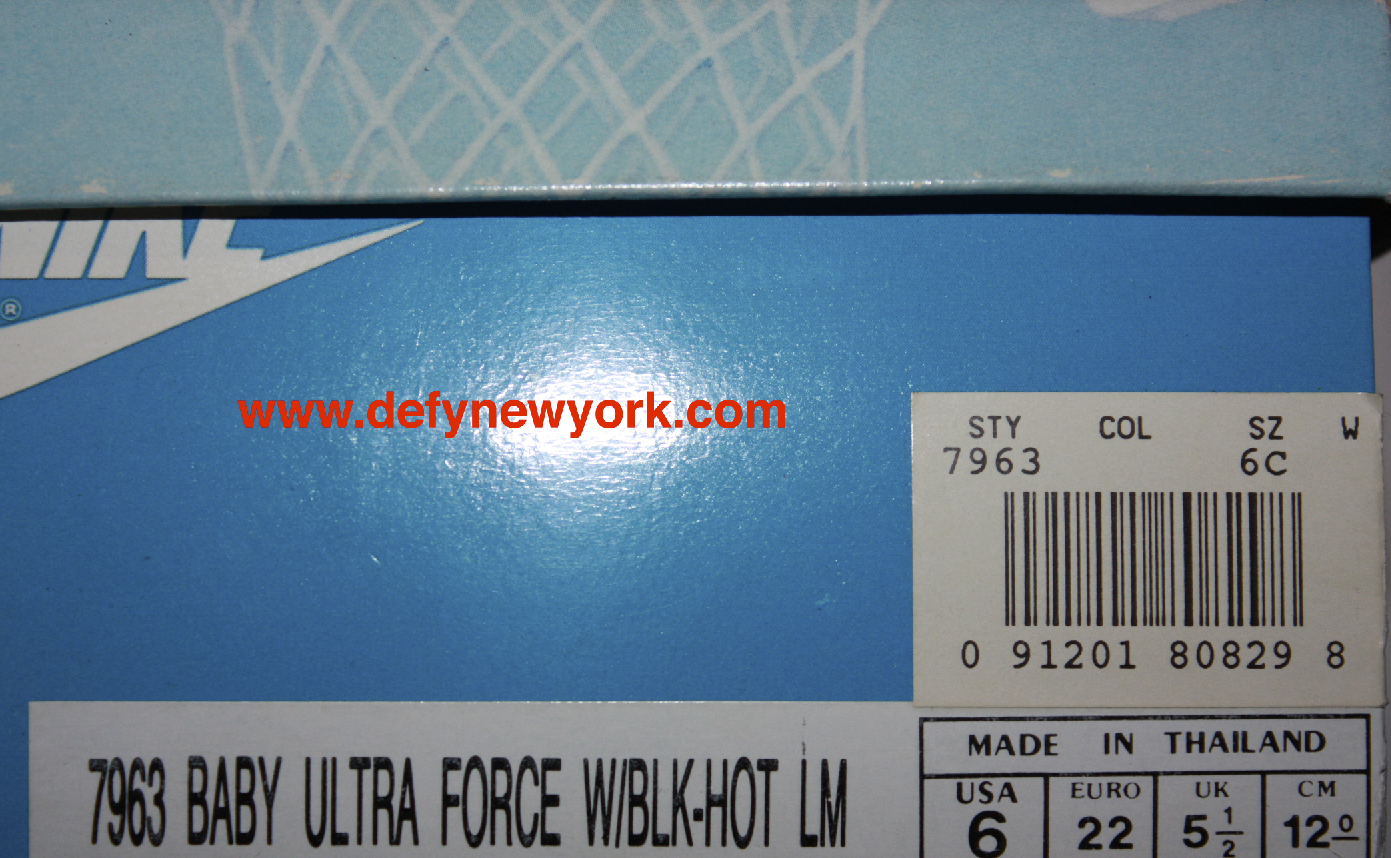 NIKE
®
www.defynewyork.com
STY COL SZ W
7963 6C
0 91201 80829 8
MADE IN THAILAND
7963 BABY ULTRA FORCE W/BLK-HOT LM
USA EURO UK CM
6 22 5 1/2 12 0